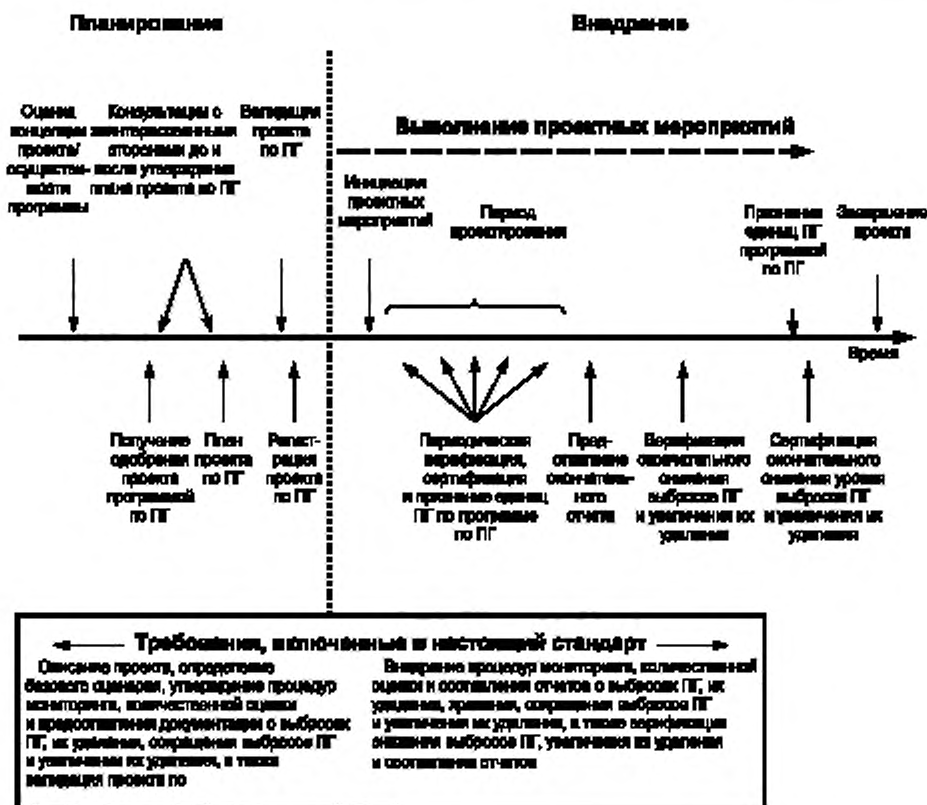 Планирование
Внедрение
Оценка
концепции
проекта/
осуществи-
мости
программы
Консультации с
заинтересованными
сторонами до и
после утверждения
плана проекта по ПГ
Валидация
проекта
по ПГ
Выполнение проектных мероприятий
Инициация
проектных
мероприятий
Период
проектирования
Признание
единиц ПГ
программой
по ПГ
Завершение
проекта
Время
Получение
одобрения
проекта
программой
по ПГ
План
проекта
по ПГ
Регист-
рация
проекта
по ПГ
Периодическая
верификация,
сертификация
и признание единиц
ПГ по программе
по ПГ
Пред-
оставление
окончатель-
ного
отчета
Верификация
окончательного
снижения
выбросов ПГ
и увеличения их
удаления
Сертификация
окончательного
снижения уровня
выбросов ПГ
и увеличения их
удаления
Требования, включенные в настоящий стандарт
Описание проекта, определение
базового сценария, утверждение процедур
мониторинга, количественной оценки
и предоставления документации о выбросах
ПГ, их удалении, сокращения выбросов ПГ
и увеличении их удаления, а также
валидация проекта по
Внедрение процедур мониторинга, количественной
оценки и составления отчетов о выбросах ПГ, их
удалении, хранения, сокращения выбросов ПГ
и увеличения их удаления, а также верификация
снижения выбросов ПГ, увеличения их удаления
и составления отчетов